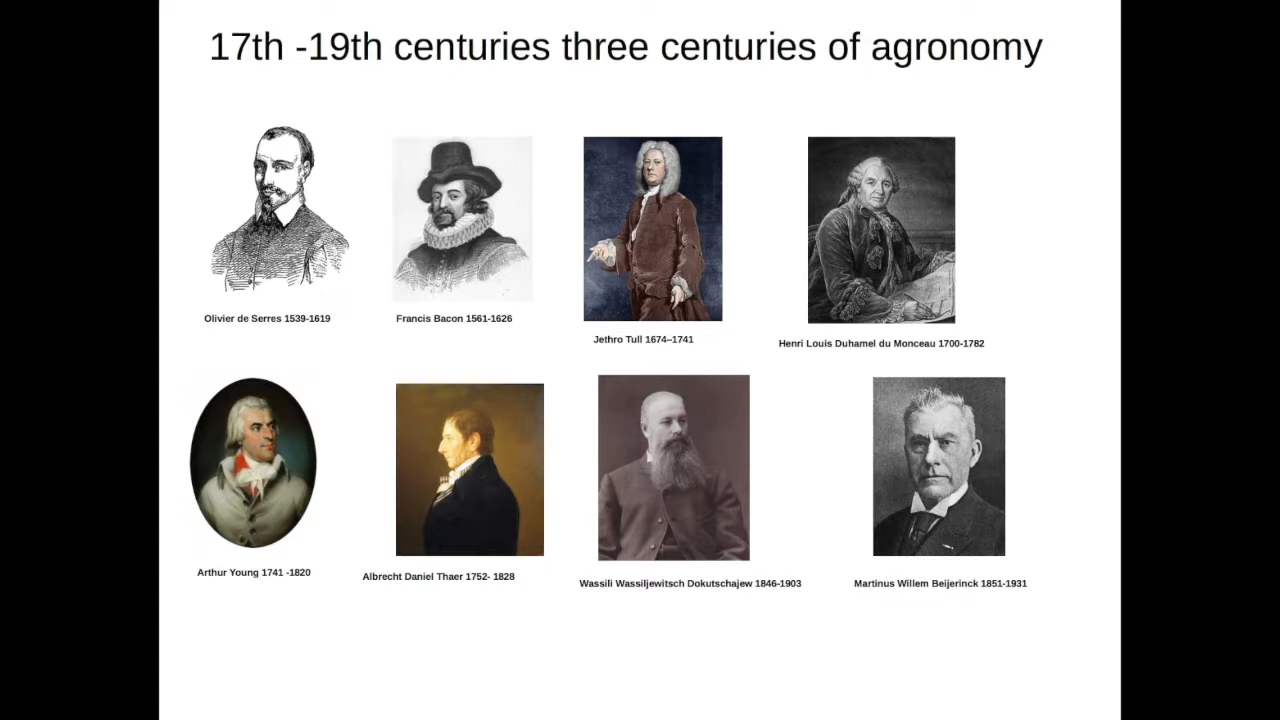 17th -19th centuries three centuries of agronomy
Olivier de Serres 1539-1619
Francis Bacon 1561-1626
Jethro Tull 1674–1741
Henri Louis Duhamel du Monceau 1700-1782
Arthur Young 1741 -1820
Albrecht Daniel Thaer 1752- 1828
Wassili Wassiljewitsch Dokutschajew 1846-1903
Martinus Willem Beijerinck 1851-1931